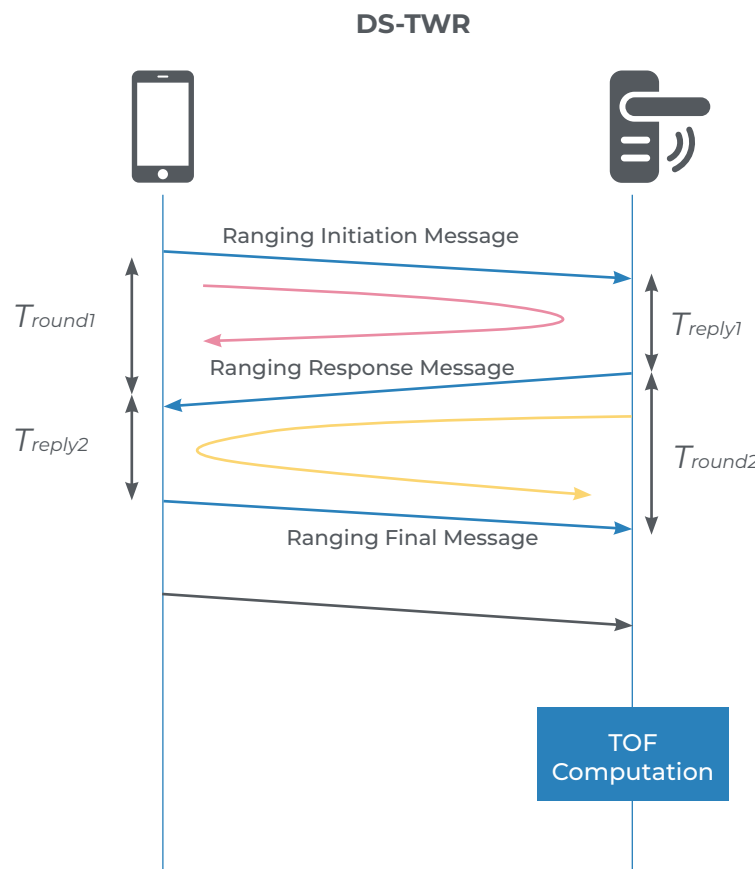 DS-TWR
Ranging Initiation Message
Tround1
Treply1
Ranging Response Message
Treply2
Tround2
Ranging Final Message
TOF
Computation